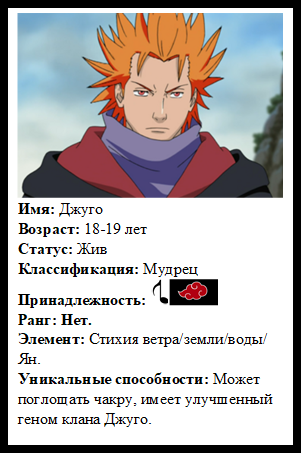 Имя: Джуго
Возраст: 18-19 лет
Статус: Жив
Классификация: Мудрец
Принадлежность:
Ранг: Нет.
Элемент: Стихия ветра/земли/воды/
Ян.
Уникальные способности: Может
поглощать чакру, имеет улучшенный
геном клана Джуго.